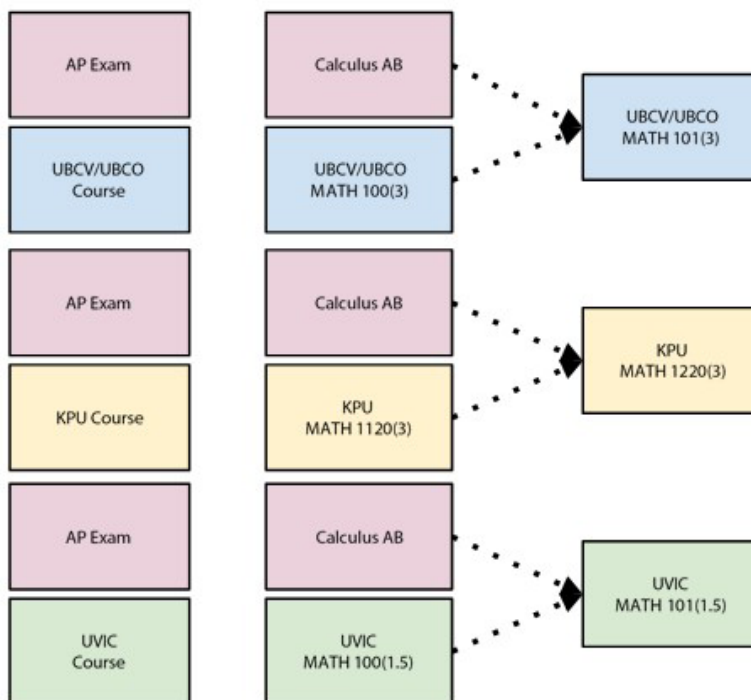 AP Exam
Calculus AB
UBCV/UBCO
MATH 101(3)
UBCV/UBCO
Course
UBCV/UBCO
MATH 100(3)
AP Exam
Calculus AB
KPU
MATH 1220(3)
KPU Course
KPU
MATH 1120(3)
AP Exam
Calculus AB
UVIC
MATH 101(1.5)
UVIC
Course
UVIC
MATH 100(1.5)